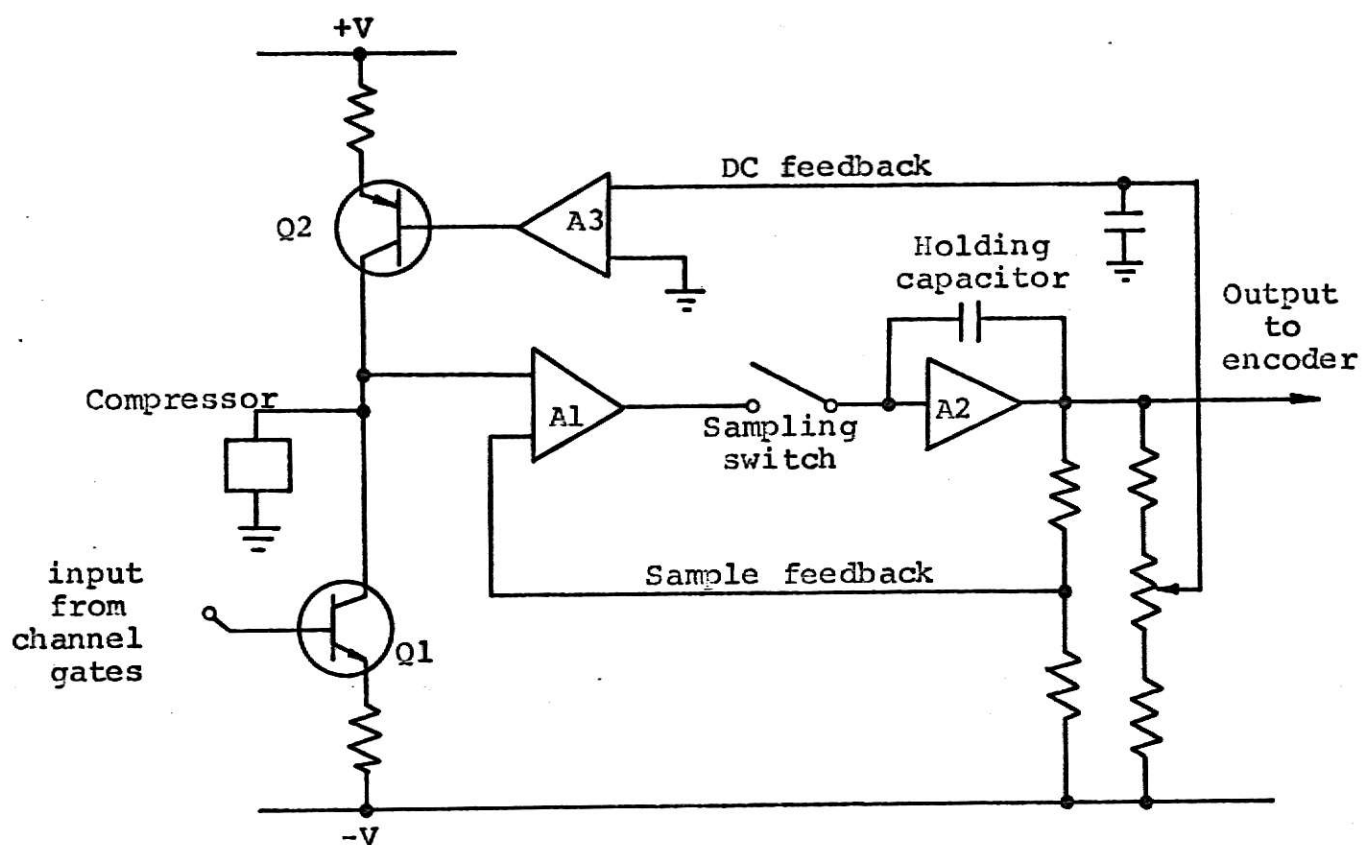 +V
DC feedback
Q2
A3
Holding
capacitor
Output
to
encoder
Compressor
A1
Sampling
switch
A2
input
from
channel
gates
Sample feedback
Q1
-V